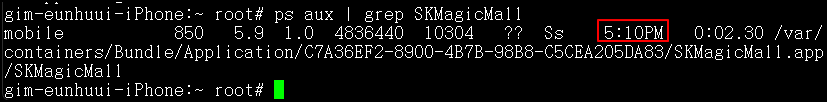 gim-eunhuui-iPhone:~ root# ps aux | grep SKMagicMall
mobile 850 5.9 1.0 4836440 10304 ?? Ss 5:10PM 0:02.30 /var/
containers/Bundle/Application/C7A36EF2-8900-4B7B-98B8-C5CEA205DA83/SKMagicMall.app
/SKMagicMall
gim-eunhuui-iPhone:~ root#